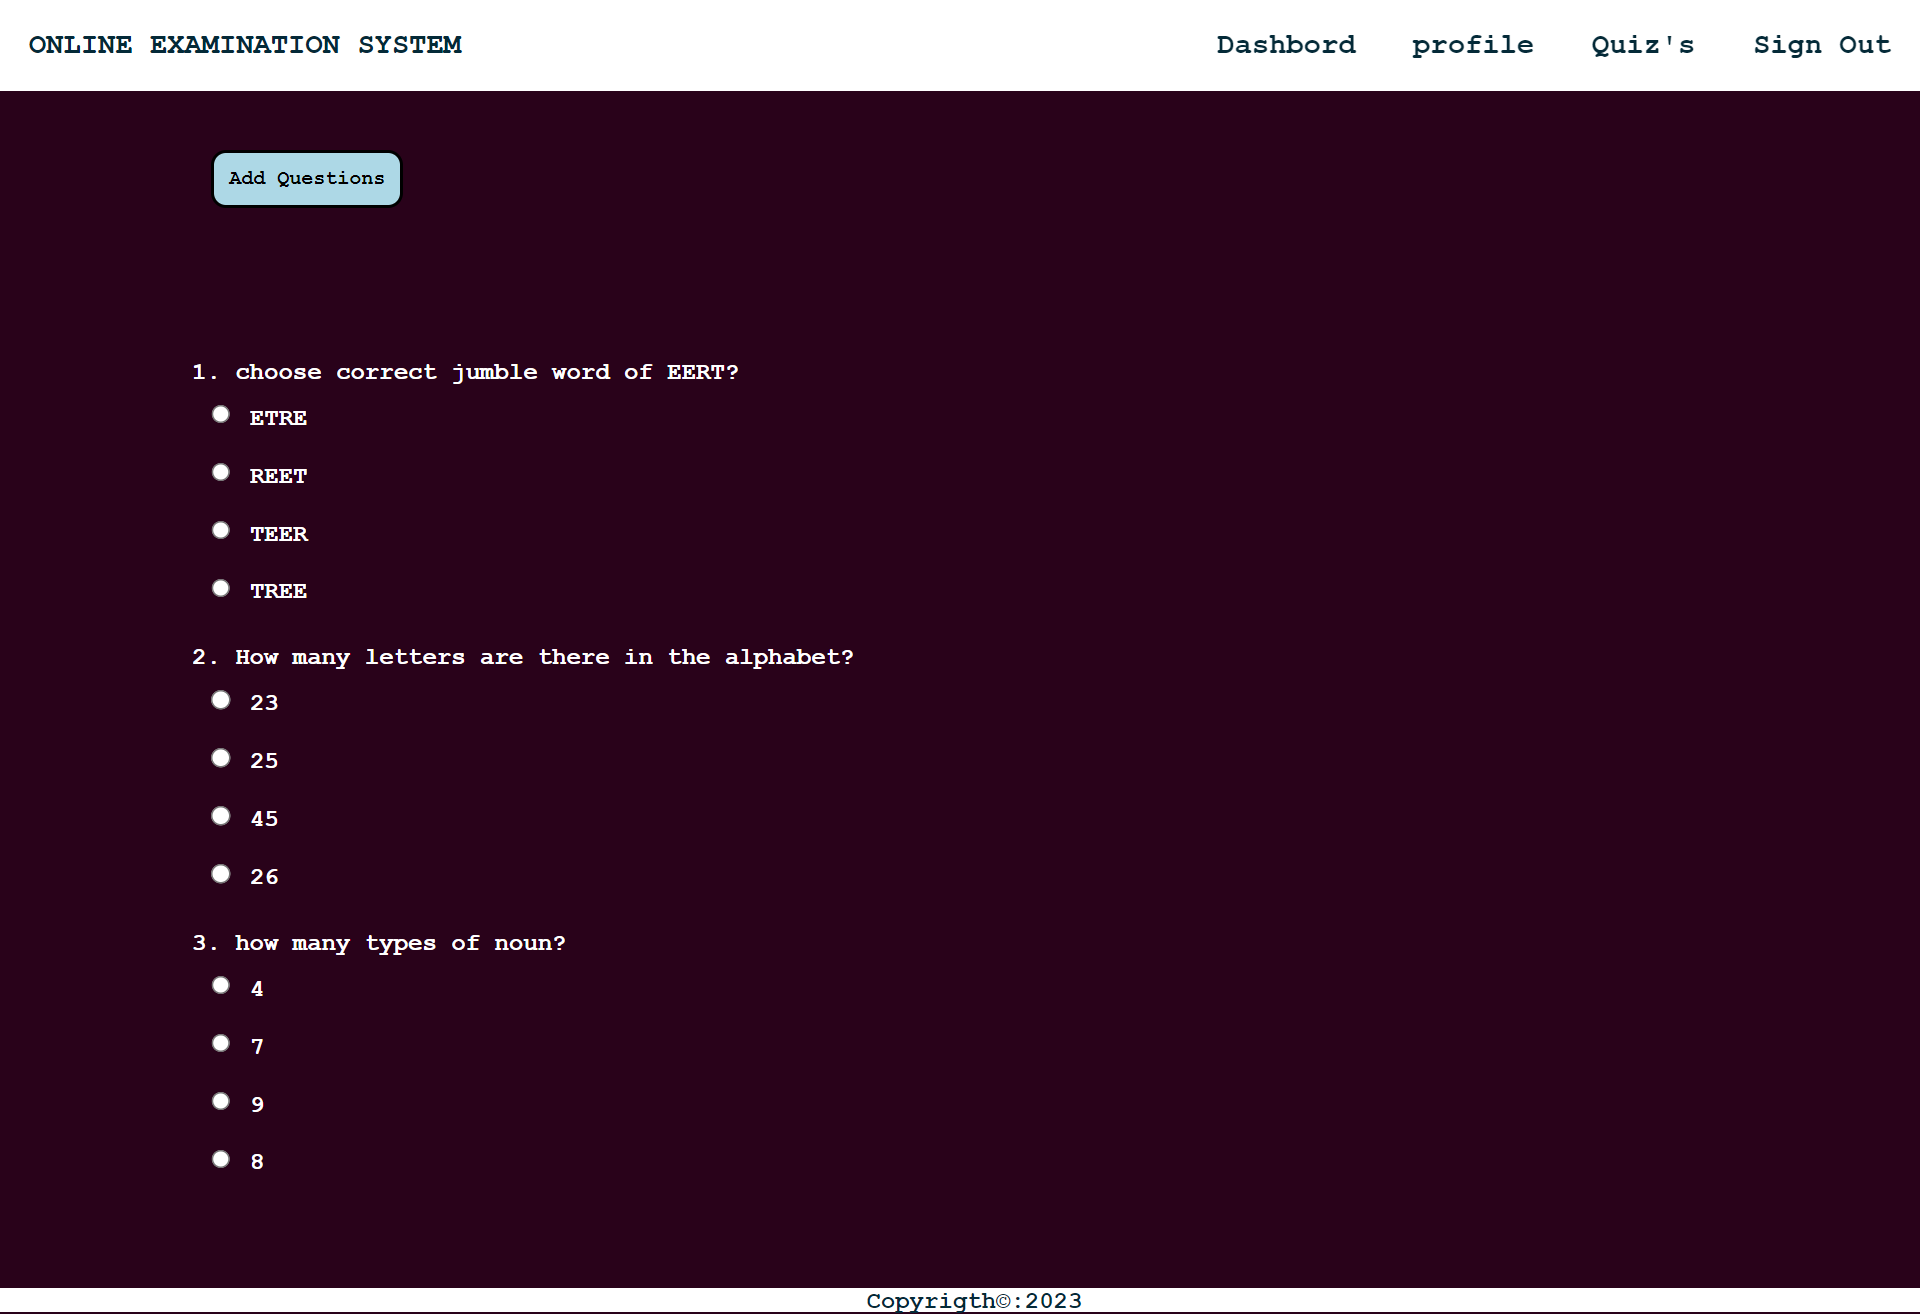 ONLINE EXAMINATION SYSTEM Dashbord profile Quiz's Sign Out
Add Questions
1. choose correct jumble word of EERT?
ETRE
REET
TEER
TREE
2. How many letters are there in the alphabet?
23
25
45
26
3. how many types of noun?
4
7
9
8
Copyrigth©:2023